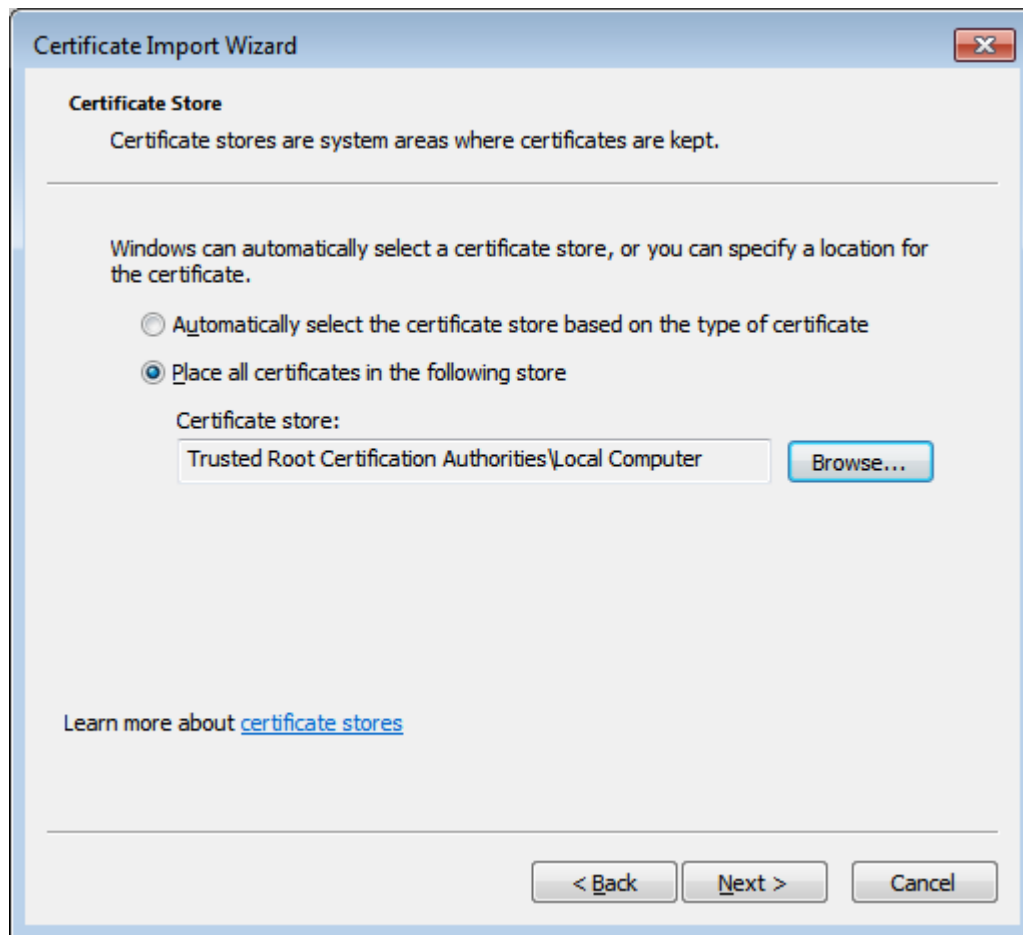 Certificate Import Wizard
Certificate Store
Certificate stores are system areas where certificates are kept.
Windows can automatically select a certificate store, or you can specify a location for
the certificate.
Automatically select the certificate store based on the type of certificate
Place all certificates in the following store
Certificate store:
Trusted Root Certification Authorities\Local Computer
Browse...
Learn more about certificate stores
< Back
Next >
Cancel